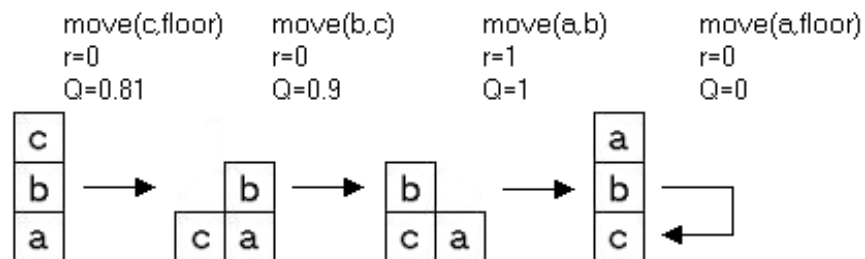 move(c,floor)
r=0
Q=0.81
move(b,c)
r=0
Q=0.9
move(a,b)
r=1
Q=1
move(a,floor)
r=0
Q=0
c
b
a
b
c a
b
c a
a
b
c